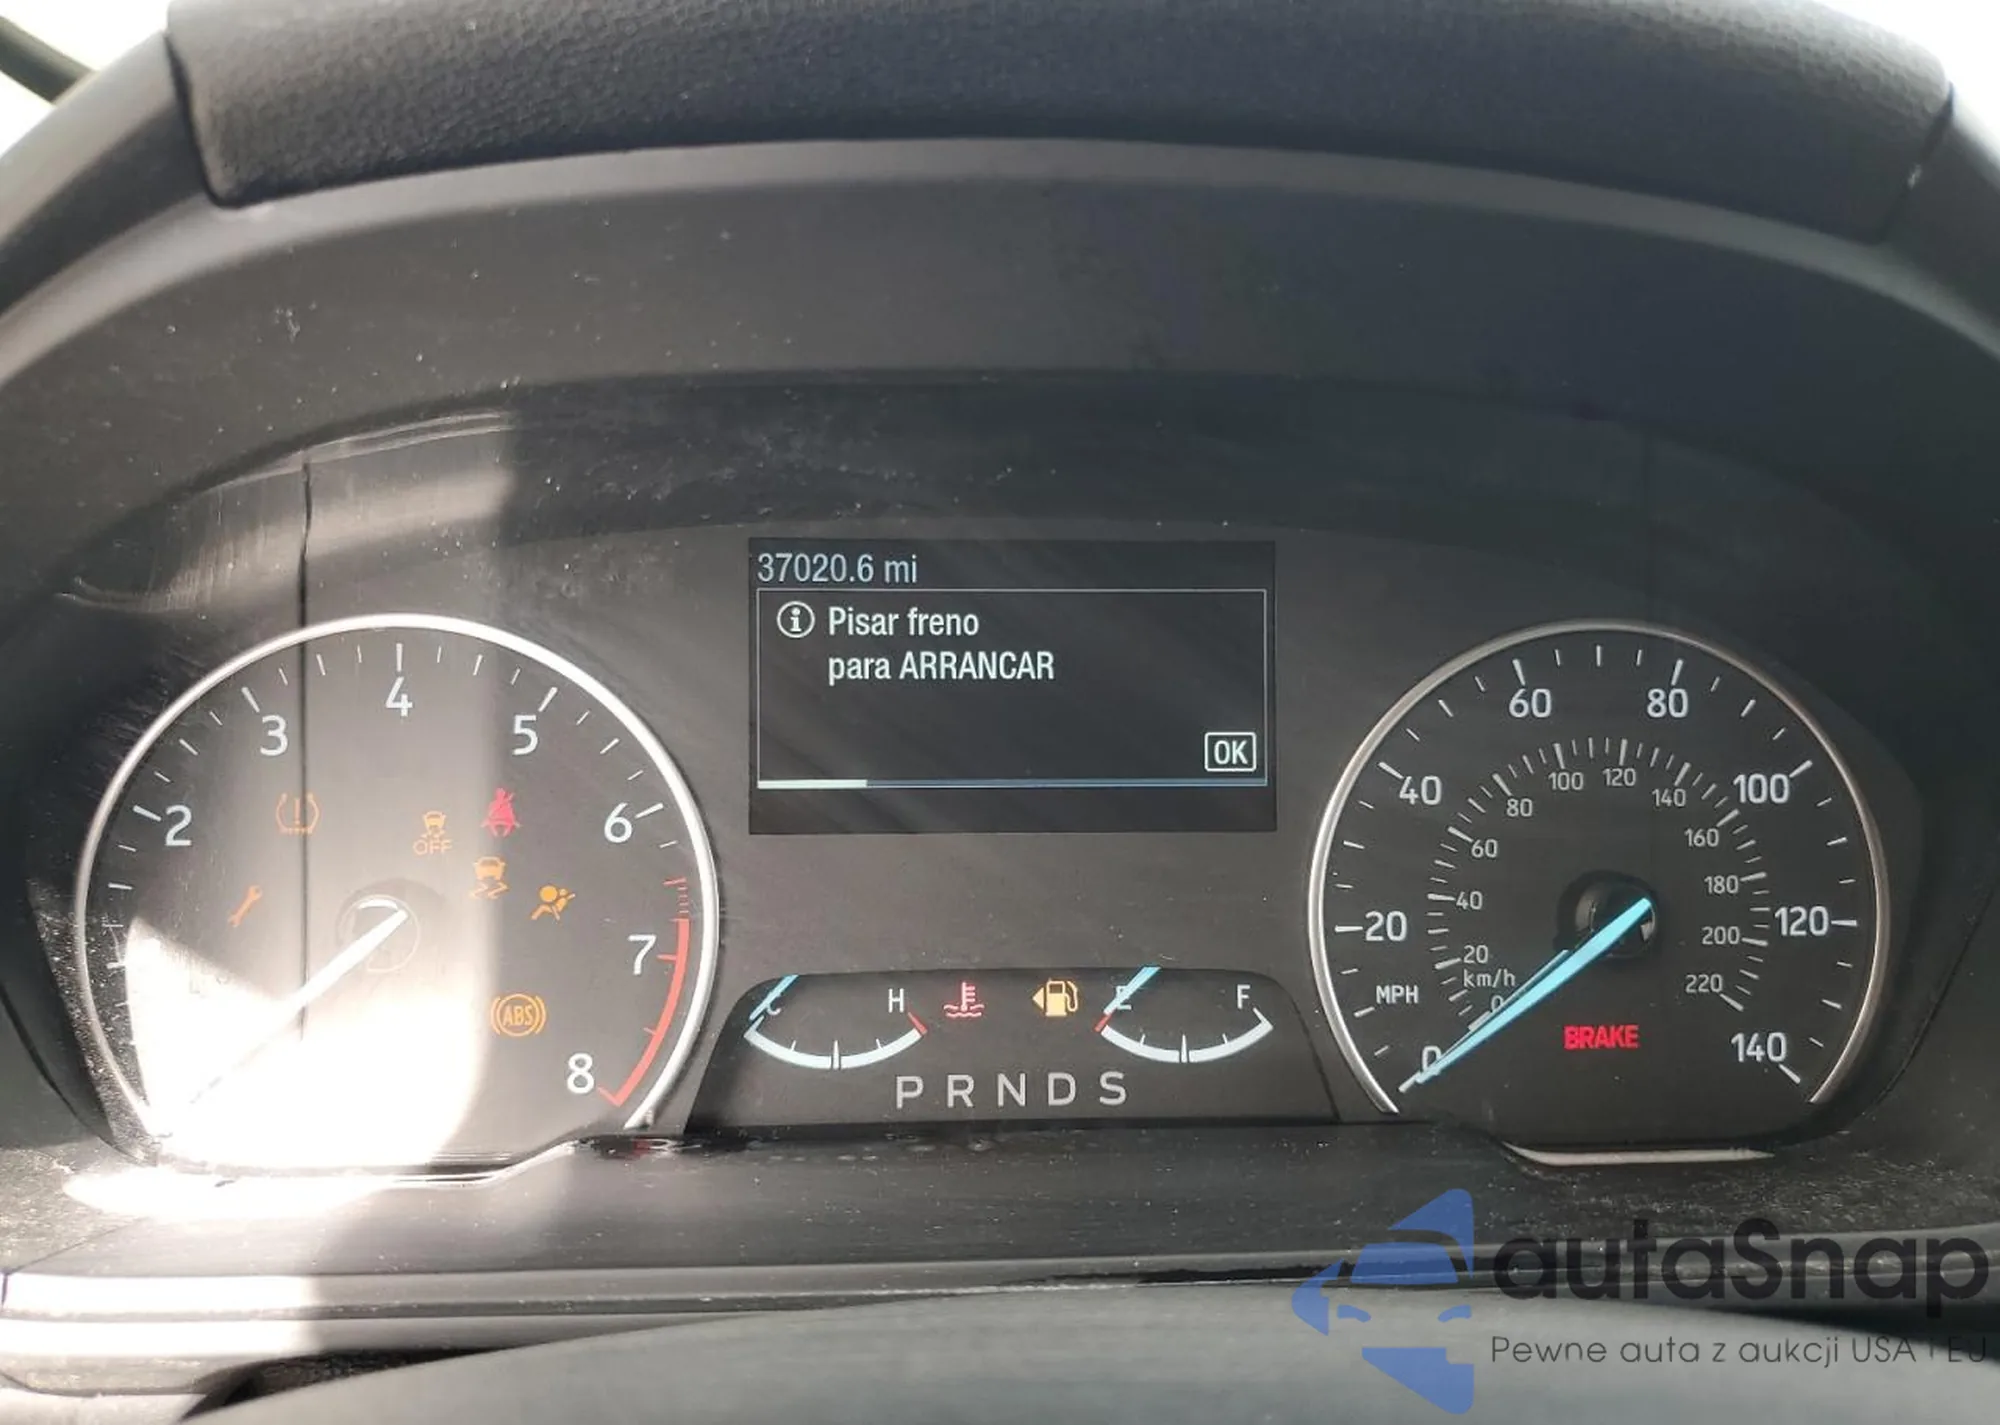 37020.6 mi
i Pisar freno
para ARRANCAR
OK
2 3 4 5 6 7 8
OFF
ABS
C H
E F
P R N D S
0 20 40 60 80 100 120 140
MPH
0 20 40 60 80 100 120 140 160 180 200 220
km/h
BRAKE
autaSnap
Pewne auta z aukcji USA i EU